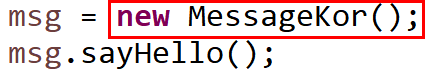 msg = new MessageKor();
msg.sayHello();